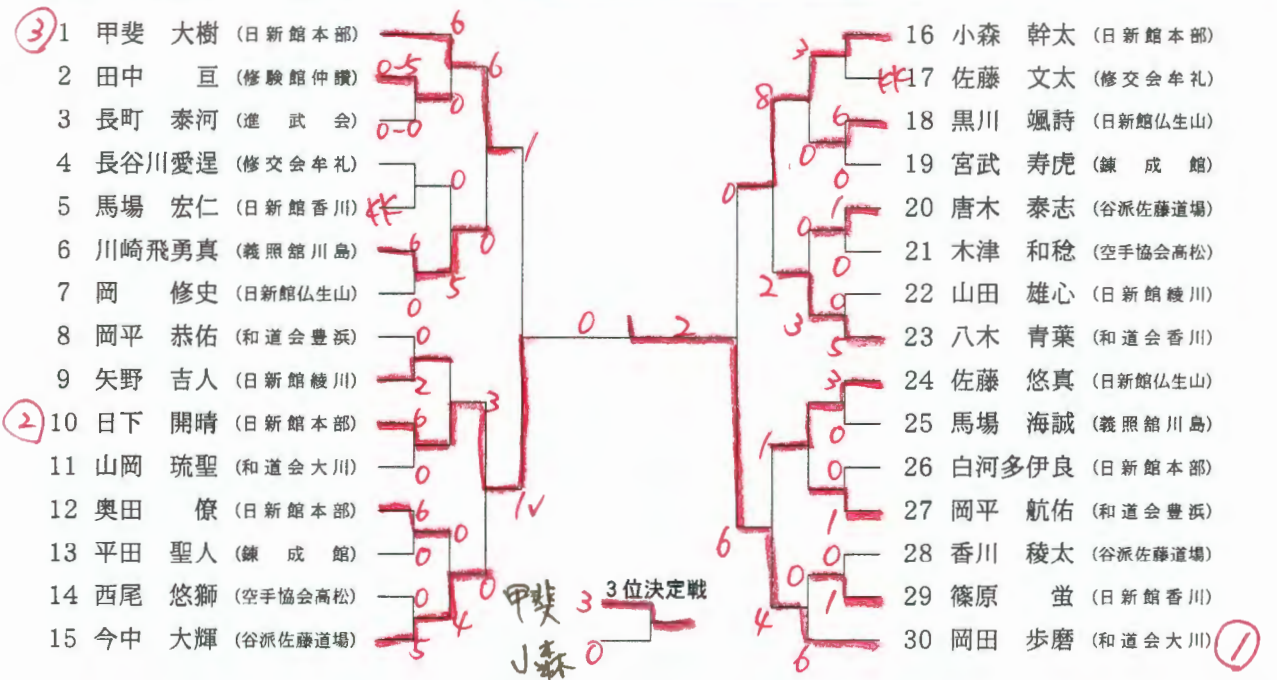 ③ 1 甲斐 大樹 (日新館本部) 6
2 田中 亘 (修験館仲讃) 0-5
3 長町 泰河 (進武会) 0-0
4 長谷川愛逞 (修交会牟礼)
5 馬場 宏仁 (日新館香川) キK
6 川崎飛勇真 (義照舘川島) 6
7 岡 修史 (日新館仏生山) 0
8 岡平 恭佑 (和道会豊浜) 0
9 矢野 吉人 (日新館綾川) 2
② 10 日下 開晴 (日新館本部) 6
11 山岡 琉聖 (和道会大川) 0
12 奥田 僚 (日新館本部) 6
13 平田 聖人 (錬成館) 0
14 西尾 悠獅 (空手協会高松) 0
15 今中 大輝 (谷派佐藤道場) 5
6
0
0
5
0
4
6
0
3
0
1
1v
0
2
0
6
8
2
1
4
3
0
0
3
0
6
3位決定戦
甲斐 3
小森 0
16 小森 幹太 (日新館本部)
キK 17 佐藤 文太 (修交会牟礼)
6 18 黒川 颯詩 (日新館仏生山)
0 19 宮武 寿虎 (錬成館)
1 20 唐木 泰志 (谷派佐藤道場)
0 21 木津 和稔 (空手協会高松)
0 22 山田 雄心 (日新館綾川)
5 23 八木 青葉 (和道会香川)
3 24 佐藤 悠真 (日新館仏生山)
0 25 馬場 海誠 (義照舘川島)
0 26 白河多伊良 (日新館本部)
1 27 岡平 航佑 (和道会豊浜)
0 28 香川 稜太 (谷派佐藤道場)
1 29 篠原 蛍 (日新館香川)
30 岡田 歩磨 (和道会大川) ①